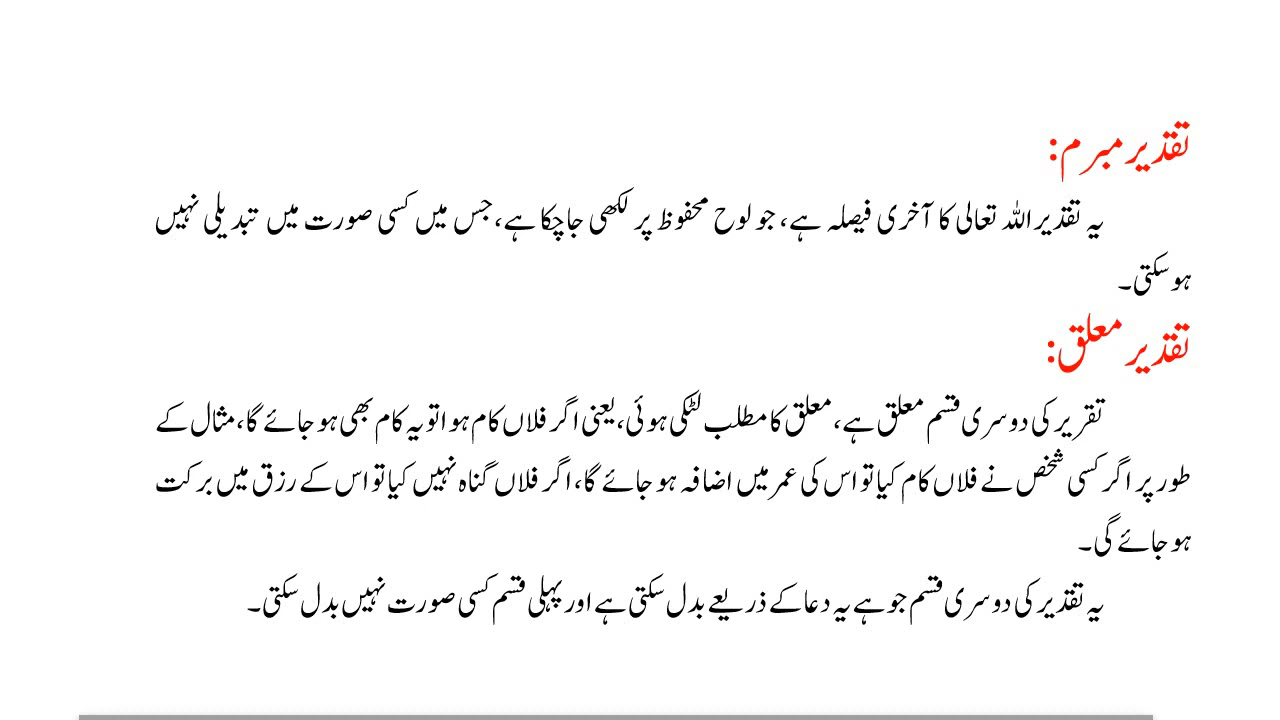 تقدیر مبرم:
یہ تقدیر اللہ تعالی کا آخری فیصلہ ہے، جو لوح محفوظ پر لکھی جاچکا ہے، جس میں کسی صورت میں تبدیلی نہیں
ہو سکتی۔
تقدیر معلق:
تقریر کی دوسری قسم معلق ہے، معلق کا مطلب لٹکی ہوئی، یعنی اگر فلاں کام ہوا تو یہ کام بھی ہو جائے گا، مثال کے
طور پر اگر کسی شخص نے فلاں کام کیا تو اس کی عمر میں اضافہ ہو جائے گا، اگر فلاں گناہ نہیں کیا تو اس کے رزق میں برکت
ہو جائے گی۔
یہ تقدیر کی دوسری قسم جو ہے یہ دعا کے ذریعے بدل سکتی ہے اور پہلی قسم کسی صورت نہیں بدل سکتی۔